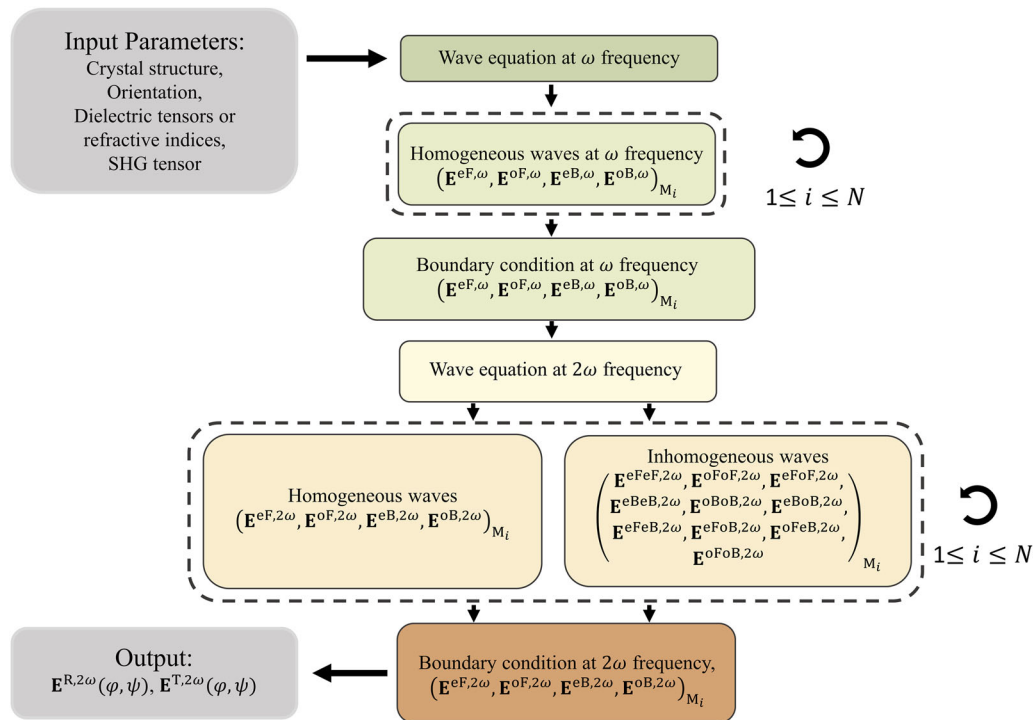 Input Parameters:
Crystal structure,
Orientation,
Dielectric tensors or
refractive indices,
SHG tensor
Wave equation at ω frequency
Homogeneous waves at ω frequency
(E^{eF,ω}, E^{oF,ω}, E^{eB,ω}, E^{oB,ω})_{M_i}
1≤ i ≤ N
Boundary condition at ω frequency
(E^{eF,ω}, E^{oF,ω}, E^{eB,ω}, E^{oB,ω})_{M_i}
Wave equation at 2ω frequency
Homogeneous waves
(E^{eF,2ω}, E^{oF,2ω}, E^{eB,2ω}, E^{oB,2ω})_{M_i}
Inhomogeneous waves
(E^{eFeF,2ω}, E^{oFoF,2ω}, E^{eFoF,2ω},
E^{eBeB,2ω}, E^{oBoB,2ω}, E^{eBoB,2ω},
E^{eFeB,2ω}, E^{eFoB,2ω}, E^{oFeB,2ω},
E^{oFoB,2ω})_{M_i}
1≤ i ≤ N
Boundary condition at 2ω frequency,
(E^{eF,2ω}, E^{oF,2ω}, E^{eB,2ω}, E^{oB,2ω})_{M_i}
Output:
E^{R,2ω}(φ,ψ), E^{T,2ω}(φ,ψ)